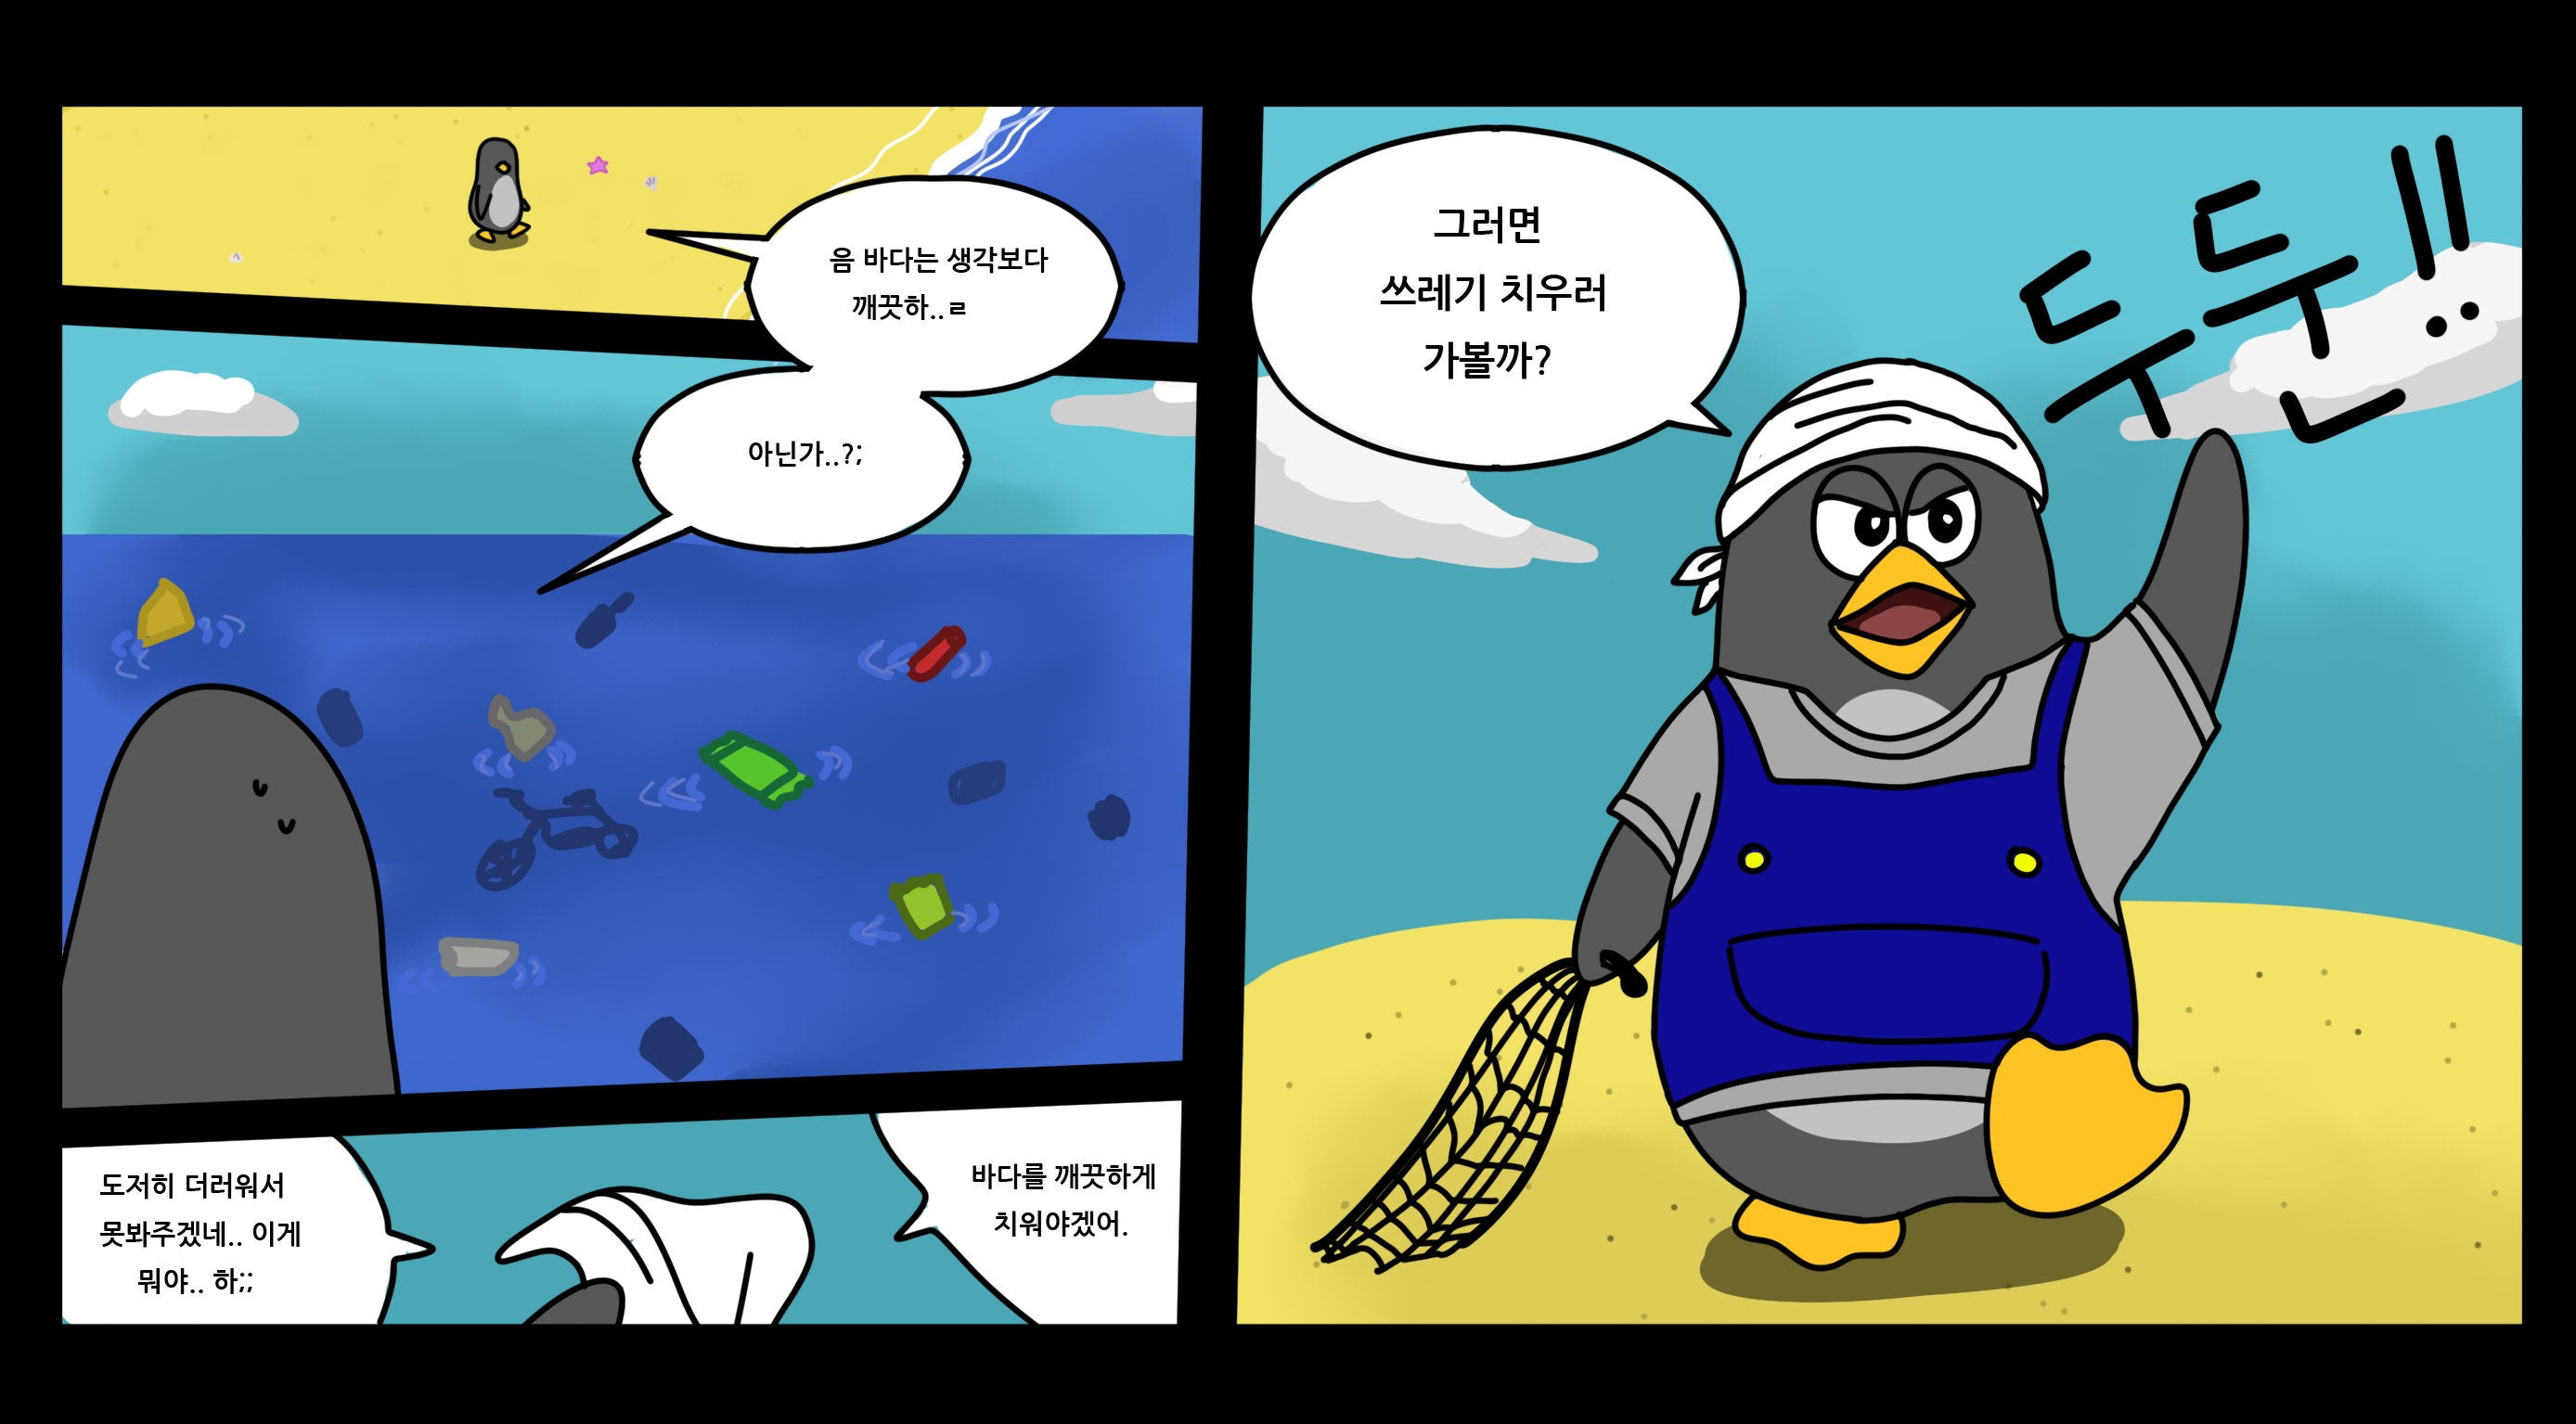 음 바다는 생각보다
깨끗하..ㄹ
아닌가..?;
도저히 더러워서
못봐주겠네.. 이게
뭐야.. 하;;
바다를 깨끗하게
치워야겠어.
그러면
쓰레기 치우러
가볼까?
두둔!!